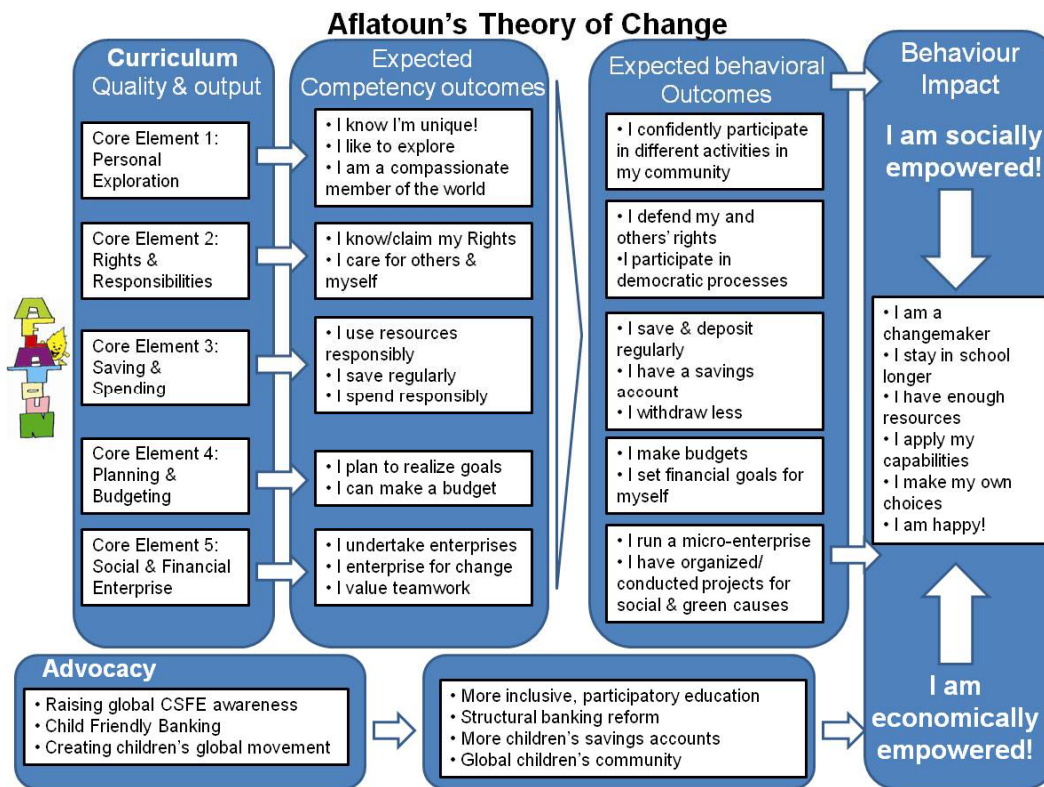 Aflatoun’s Theory of Change
Curriculum
Quality & output
Core Element 1:
Personal
Exploration
Core Element 2:
Rights &
Responsibilities
Core Element 3:
Saving &
Spending
Core Element 4:
Planning &
Budgeting
Core Element 5:
Social & Financial
Enterprise
Expected
Competency outcomes
• I know I’m unique!
• I like to explore
• I am a compassionate
member of the world
• I know/claim my Rights
• I care for others &
myself
• I use resources
responsibly
• I save regularly
• I spend responsibly
• I plan to realize goals
• I can make a budget
• I undertake enterprises
• I enterprise for change
• I value teamwork
Expected behavioral
Outcomes
• I confidently participate
in different activities in
my community
• I defend my and
others’ rights
• I participate in
democratic processes
• I save & deposit
regularly
• I have a savings
account
• I withdraw less
• I make budgets
• I set financial goals for
myself
• I run a micro-enterprise
• I have organized/
conducted projects for
social & green causes
Behaviour
Impact
I am socially
empowered!
• I am a
changemaker
• I stay in school
longer
• I have enough
resources
• I apply my
capabilities
• I make my own
choices
• I am happy!
I am
economically
empowered!
AFLATOUN
Advocacy
• Raising global CSFE awareness
• Child Friendly Banking
• Creating children’s global movement
• More inclusive, participatory education
• Structural banking reform
• More children’s savings accounts
• Global children’s community